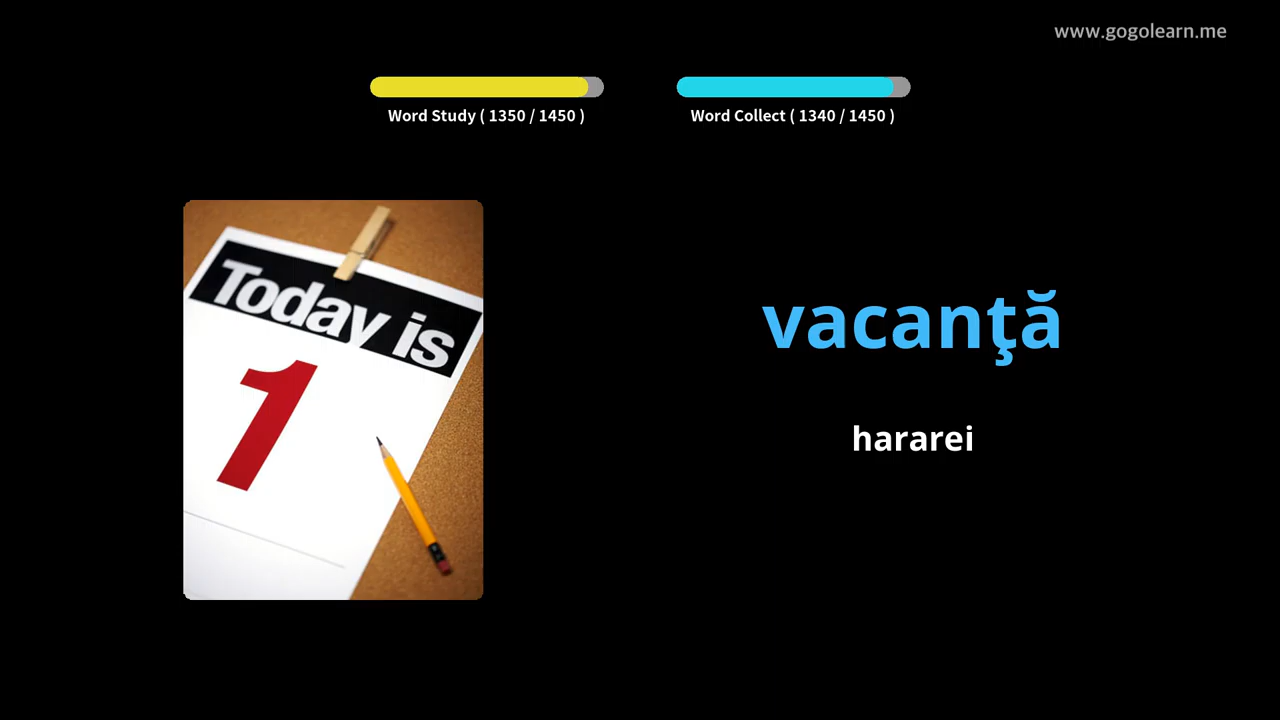 www.gogolearn.me
Word Study ( 1350 / 1450 )
Word Collect ( 1340 / 1450 )
Today is
1
vacanţă
hararei